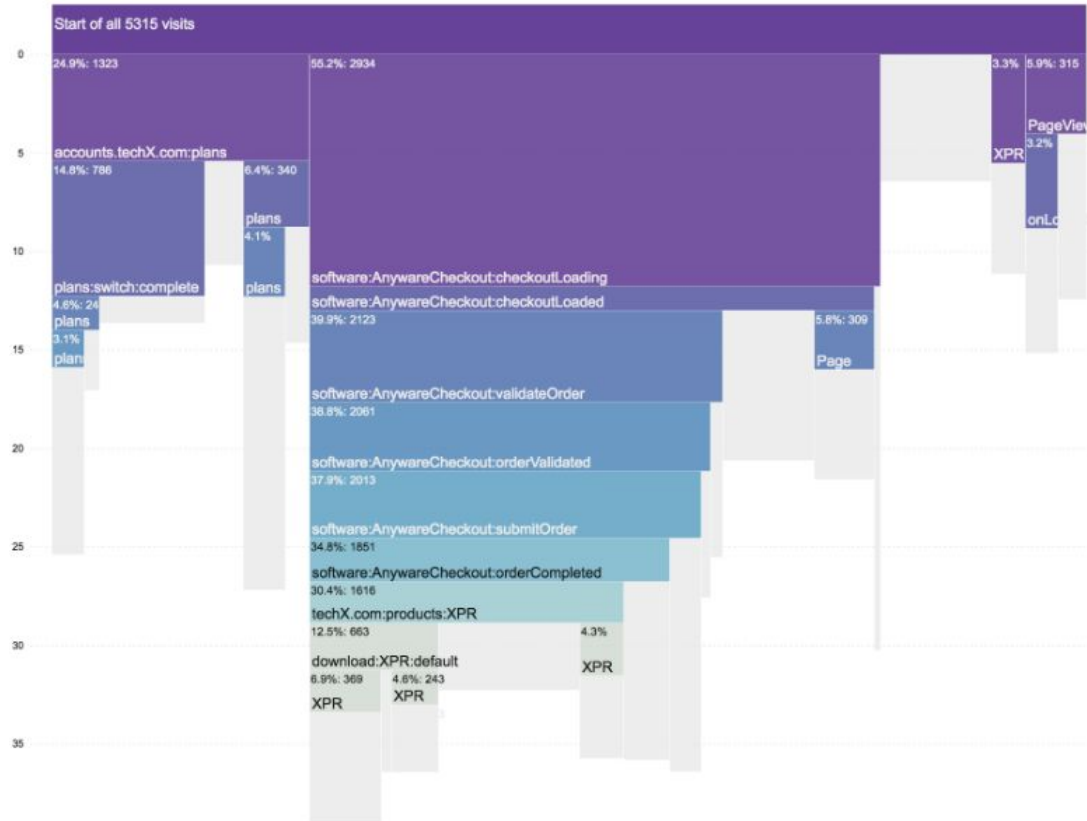 Start of all 5315 visits
0
24.9%: 1323
55.2%: 2934
3.3%
5.9%: 315
PageView
5
accounts.techX.com:plans
XPR
14.8%: 786
6.4%: 340
3.2%
plans
onLo
4.1%
10
plans:switch:complete
plans
software:AnywareCheckout:checkoutLoading
software:AnywareCheckout:checkoutLoaded
4.6%: 24
plans
39.9%: 2123
5.8%: 309
3.1%
15
plans
Page
software:AnywareCheckout:validateOrder
38.8%: 2061
20
software:AnywareCheckout:orderValidated
37.9%: 2013
software:AnywareCheckout:submitOrder
25
34.8%: 1851
software:AnywareCheckout:orderCompleted
30.4%: 1616
techX.com:products:XPR
12.5%: 663
4.3%
30
download:XPR:default
XPR
6.9%: 369
4.6%: 243
XPR
XPR
35